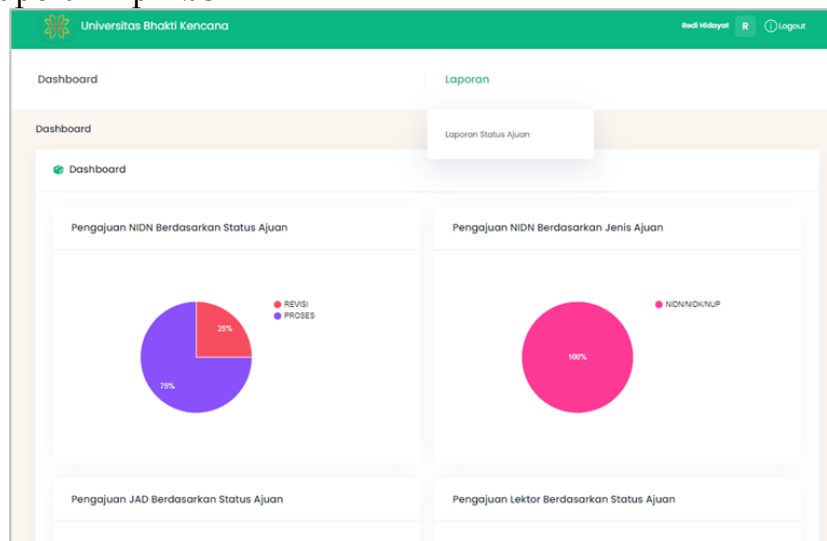 Universitas Bhakti Kencana
Redi Hidayat R Logout
Dashboard Laporan
Dashboard
Laporan Status Ajuan
Dashboard
Pengajuan NIDN Berdasarkan Status Ajuan
Pengajuan NIDN Berdasarkan Jenis Ajuan
REVISI
PROSES
25%
75%
NIDN/NIDK/NUP
100%
Pengajuan JAD Berdasarkan Status Ajuan
Pengajuan Lektor Berdasarkan Status Ajuan